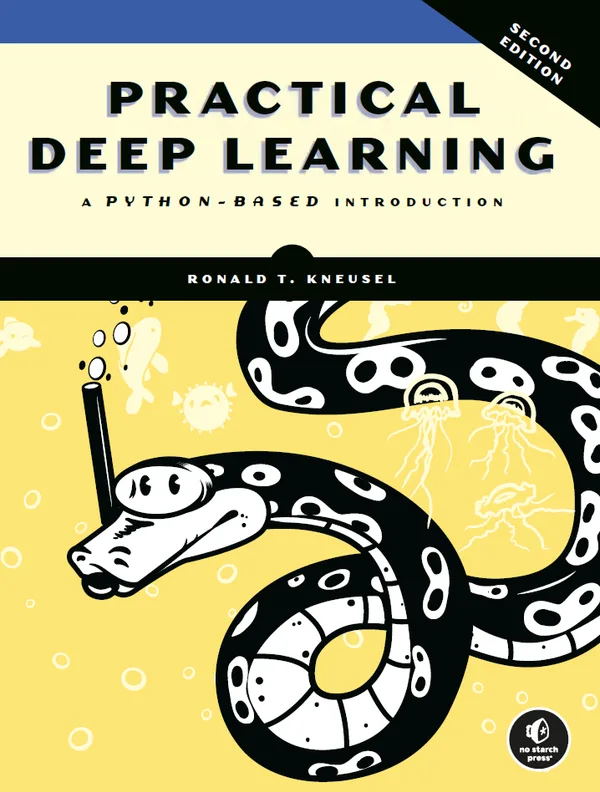 SECOND
EDITION
PRACTICAL
DEEP LEARNING
A PYTHON-BASED INTRODUCTION
RONALD T. KNEUSEL
no starch
press®